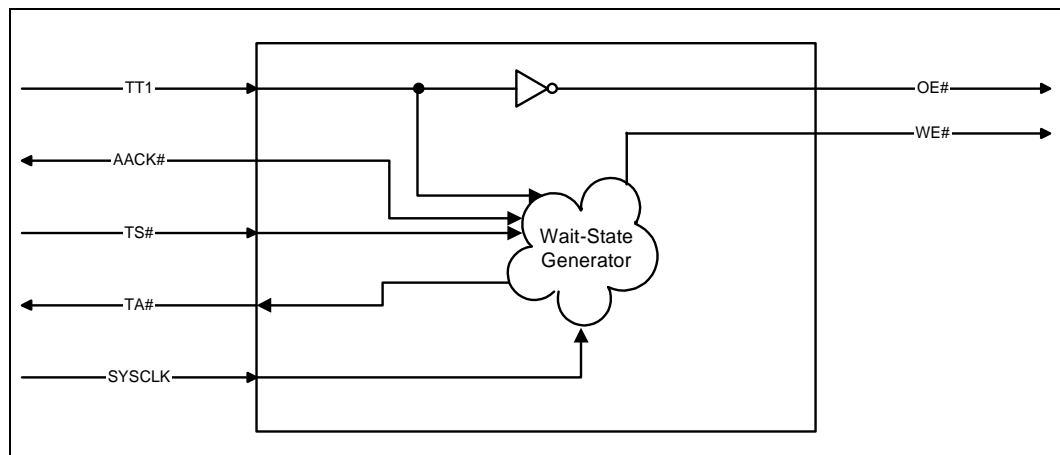 TT1
OE#
WE#
AACK#
TS#
Wait-State
Generator
TA#
SYSCLK